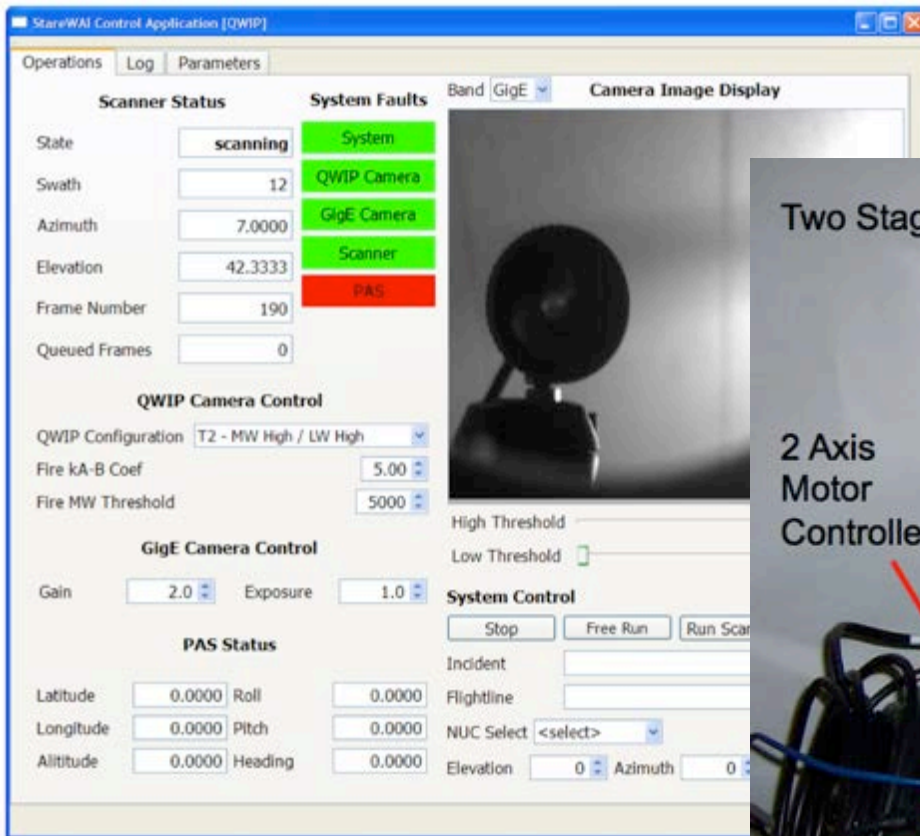 StareWAI Control Application [QWIP]
Operations Log Parameters
Scanner Status
State scanning
Swath 12
Azimuth 7.0000
Elevation 42.3333
Frame Number 190
Queued Frames 0
System Faults
System
QWIP Camera
GigE Camera
Scanner
PAS
QWIP Camera Control
QWIP Configuration T2 - MW High / LW High
Fire kA-B Coef 5.00
Fire MW Threshold 5000
GigE Camera Control
Gain 2.0 Exposure 1.0
PAS Status
Latitude 0.0000 Roll 0.0000
Longitude 0.0000 Pitch 0.0000
Alititude 0.0000 Heading 0.0000
Band GigE Camera Image Display
High Threshold
Low Threshold
System Control
Stop Free Run Run Scan
Incident
Flightline
NUC Select <select>
Elevation 0 Azimuth 0
Two Stag
2 Axis
Motor
Controlle